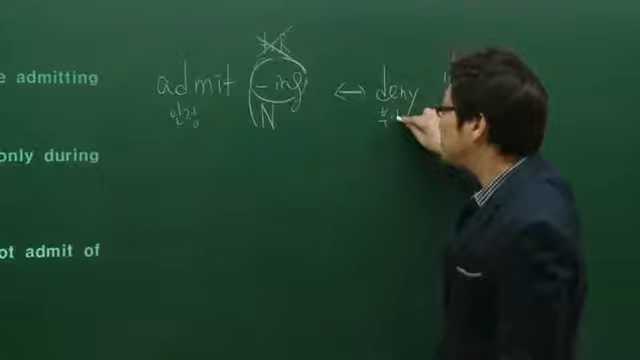 e admitting
admit -ing ↔ deny
인정
N
only during
ot admit of